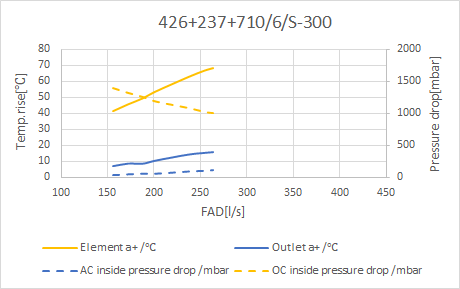 426+237+710/6/S-300
Temp.rise[°C]
80
70
60
50
40
30
20
10
0
2000
1500
1000
500
0
Pressure drop[mbar]
100 150 200 250 300 350 400 450
FAD[l/s]
Element a+ /°C
Outlet a+ /°C
AC inside pressure drop /mbar
OC inside pressure drop /mbar